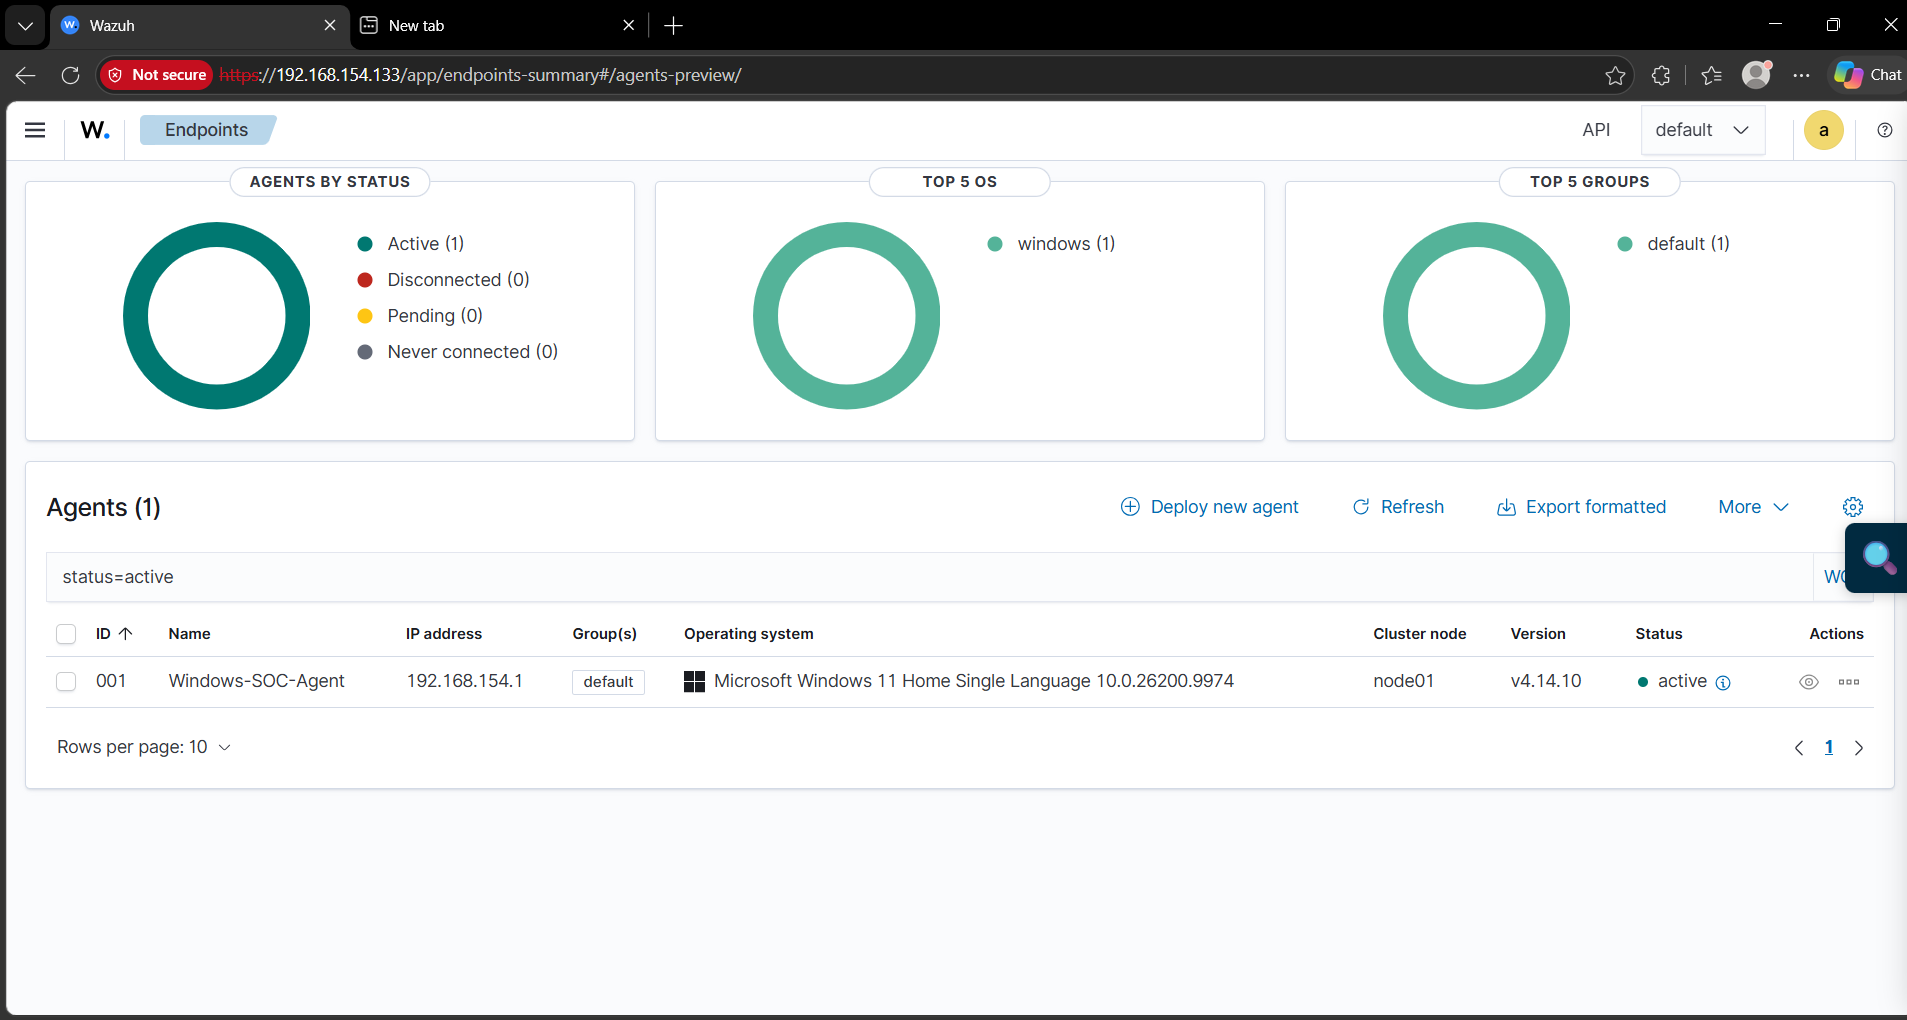 Wazuh
New tab
Not secure https://192.168.154.133/app/endpoints-summary#/agents-preview/
Chat
W. Endpoints API default a
AGENTS BY STATUS
Active (1)
Disconnected (0)
Pending (0)
Never connected (0)
TOP 5 OS
windows (1)
TOP 5 GROUPS
default (1)
Agents (1) Deploy new agent Refresh Export formatted More
status=active
ID Name IP address Group(s) Operating system Cluster node Version Status Actions
001 Windows-SOC-Agent 192.168.154.1 default Microsoft Windows 11 Home Single Language 10.0.26200.9974 node01 v4.14.10 active
Rows per page: 10
1